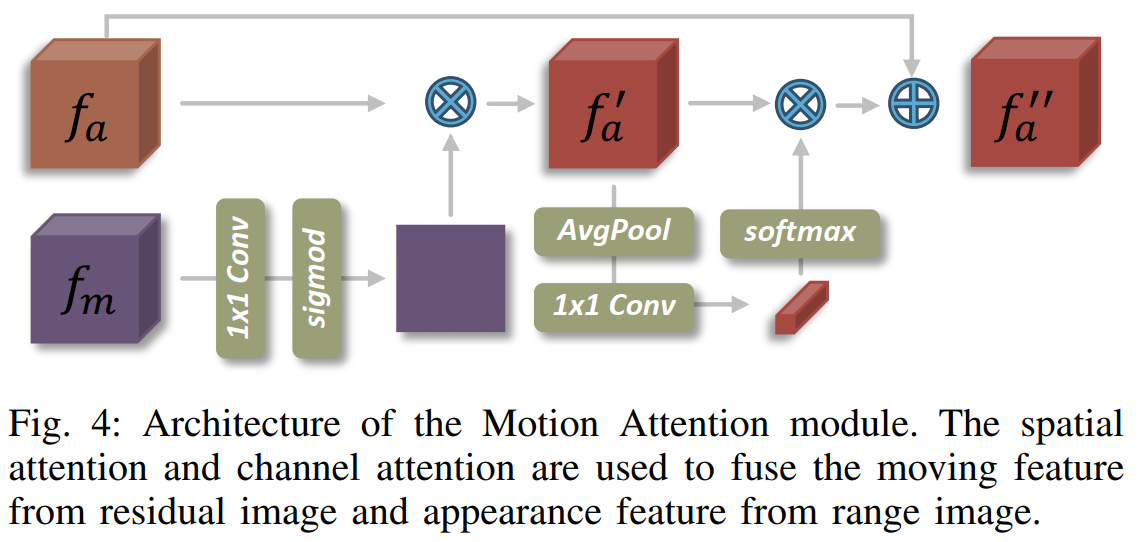 f_a
f_a'
f_a''
f_m
1x1 Conv
sigmod
AvgPool
1x1 Conv
softmax
Fig. 4: Architecture of the Motion Attention module. The spatial
attention and channel attention are used to fuse the moving feature
from residual image and appearance feature from range image.